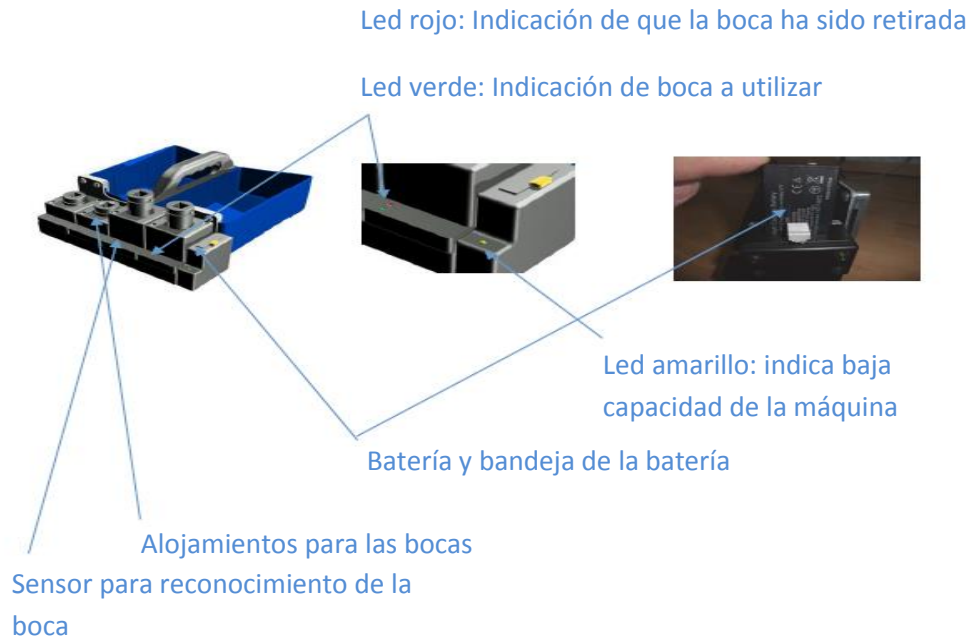 Led rojo: Indicación de que la boca ha sido retirada
Led verde: Indicación de boca a utilizar
Led amarillo: indica baja
capacidad de la máquina
Batería y bandeja de la batería
Alojamientos para las bocas
Sensor para reconocimiento de la
boca